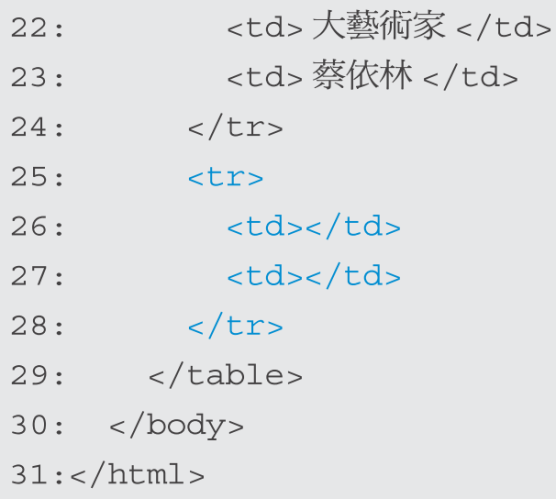 22:        <td> 大藝術家 </td>
23:        <td> 蔡依林 </td>
24:      </tr>
25:      <tr>
26:        <td></td>
27:        <td></td>
28:      </tr>
29:    </table>
30:  </body>
31:</html>